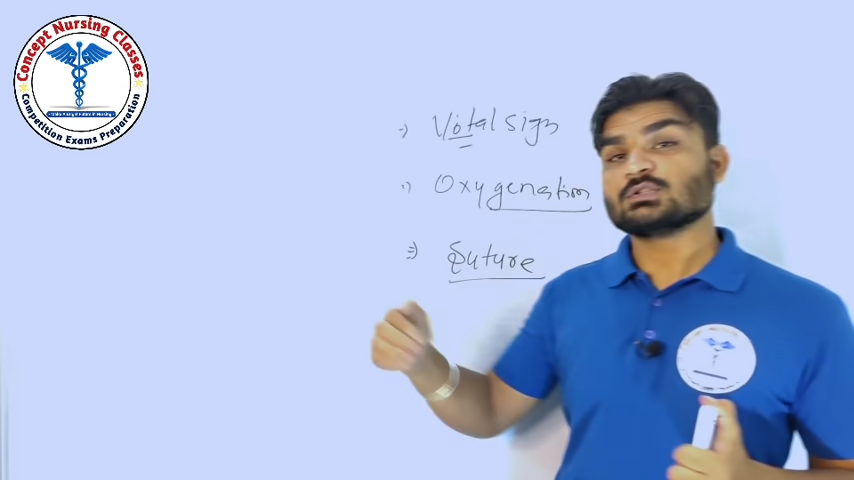 Concept Nursing Classes
Competition Exams Preparation
Vital sign
Oxygenation
Suture